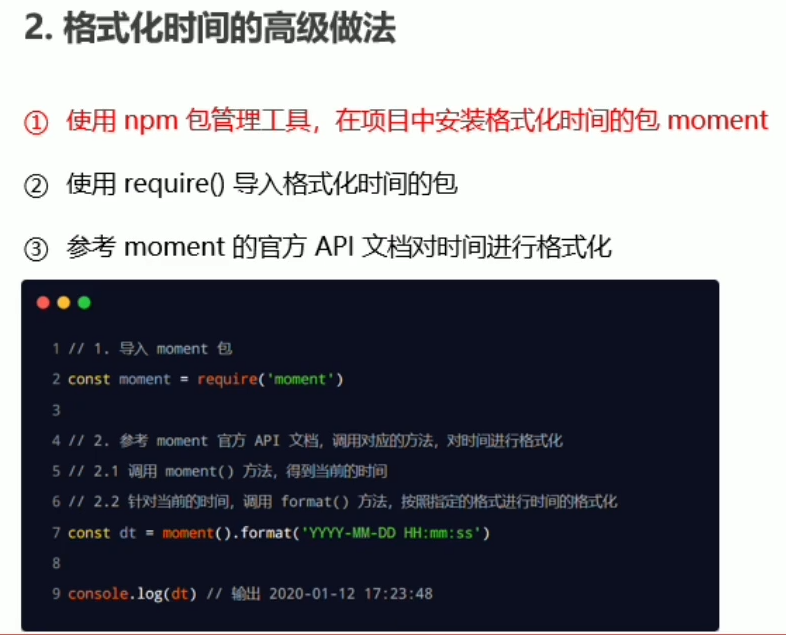 2. 格式化时间的高级做法
① 使用 npm 包管理工具，在项目中安装格式化时间的包 moment
② 使用 require() 导入格式化时间的包
③ 参考 moment 的官方 API 文档对时间进行格式化
1 // 1. 导入 moment 包
2 const moment = require('moment')
3
4 // 2. 参考 moment 官方 API 文档，调用对应的方法，对时间进行格式化
5 // 2.1 调用 moment() 方法，得到当前的时间
6 // 2.2 针对当前的时间，调用 format() 方法，按照指定的格式进行时间的格式化
7 const dt = moment().format('YYYY-MM-DD HH:mm:ss')
8
9 console.log(dt) // 输出 2020-01-12 17:23:48